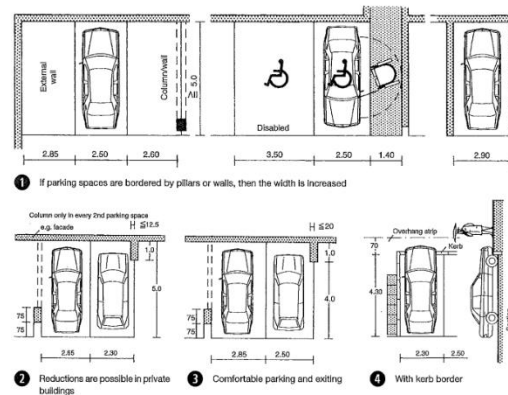 External
wall
Column/wall
≥ 5.0
Disabled
2.85 2.50 2.60 3.50 2.50 1.40 2.90
1 If parking spaces are bordered by pillars or walls, then the width is increased
Column only in every 2nd parking space
e.g. facade
≦12.5
1.0
5.0
75
75
2.30
2 Reductions are possible in private
buildings
≦20
1.0
4.0
75
75
2.85 2.50
3 Comfortable parking and exiting
Overhang strip
Kerb
70
4.30
2.30 2.50
4 With kerb border